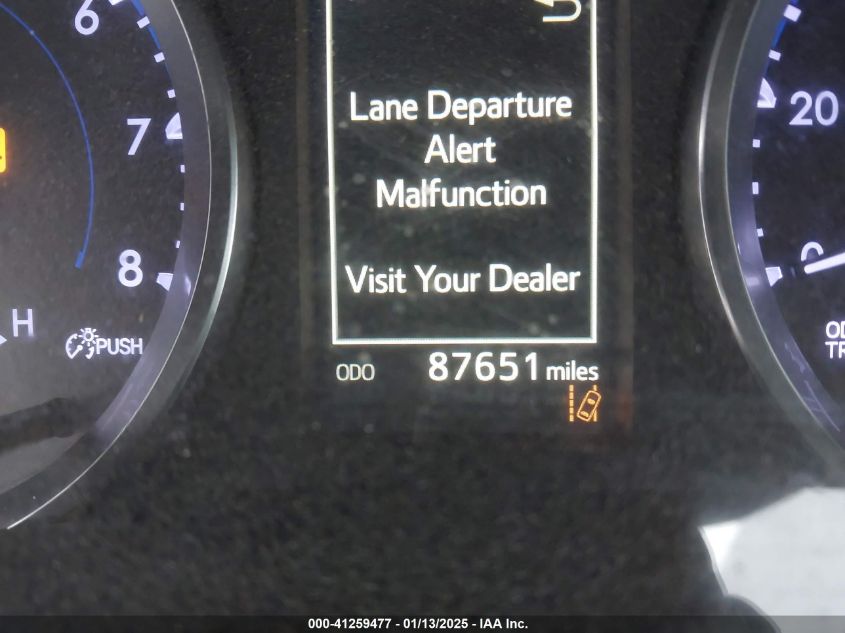 6
7
8
H
PUSH
Lane Departure
Alert
Malfunction
Visit Your Dealer
ODO 87651 miles
20
0
000-41259477 - 01/13/2025 - IAA Inc.